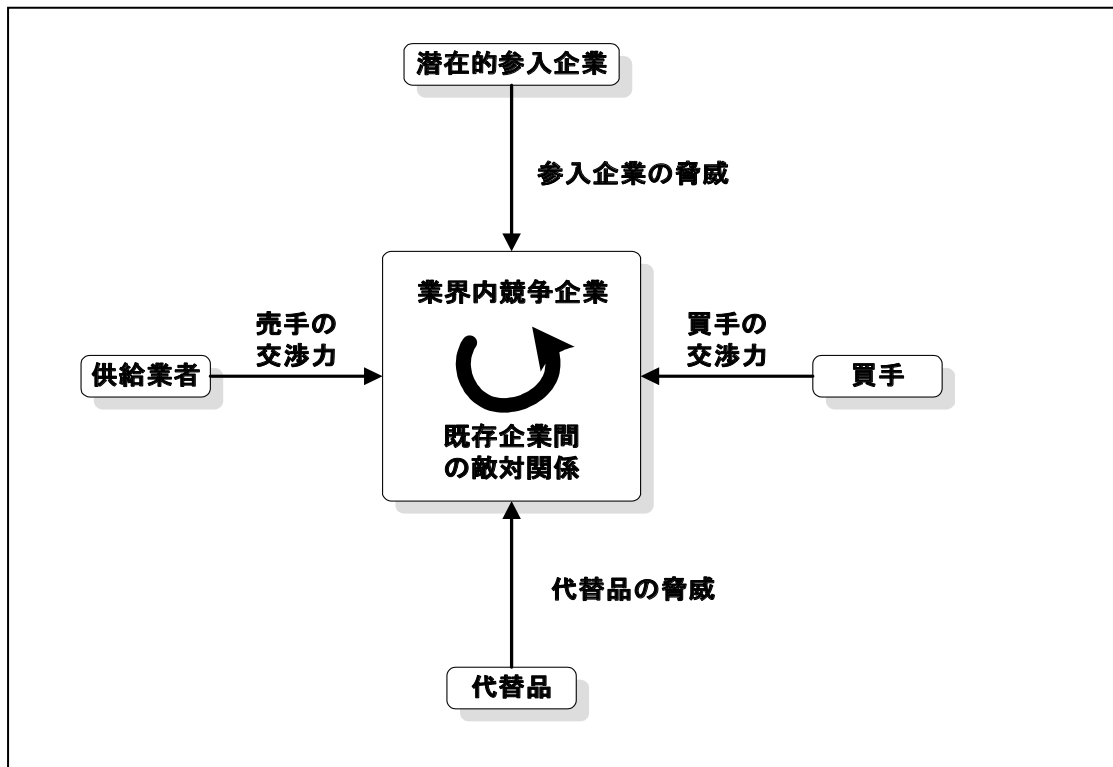 潜在的参入企業
参入企業の脅威
業界内競争企業
売手の
交渉力
買手の
交渉力
供給業者
買手
既存企業間
の敵対関係
代替品の脅威
代替品